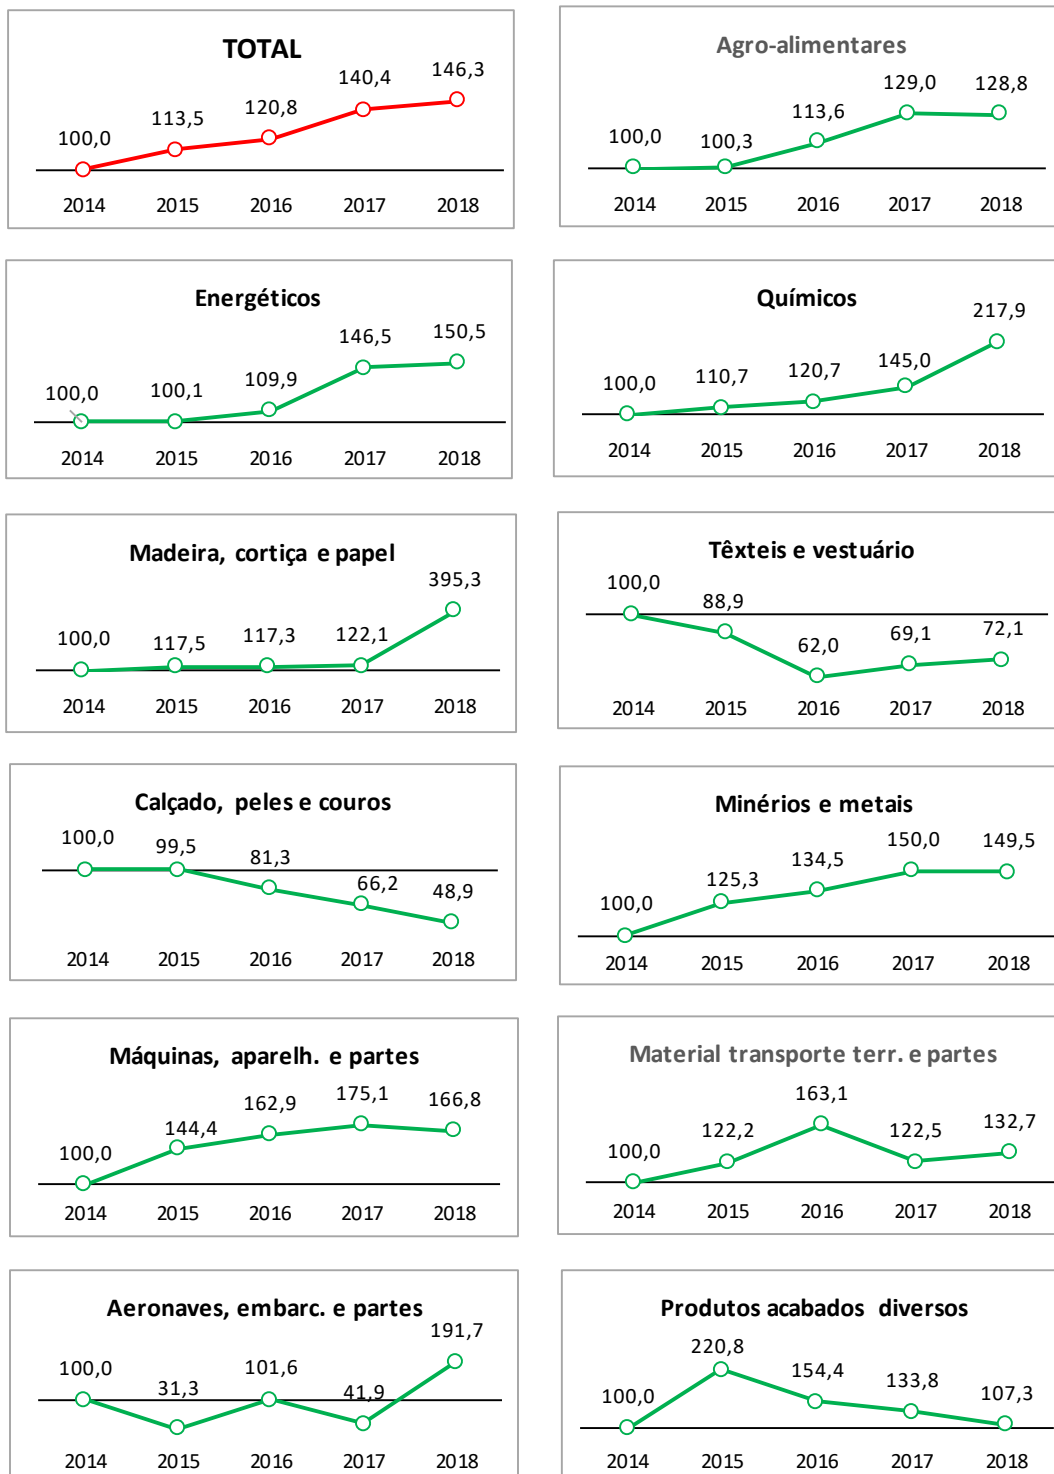 TOTAL
100,0 113,5 120,8 140,4 146,3
2014 2015 2016 2017 2018
Agro-alimentares
100,0 100,3 113,6 129,0 128,8
2014 2015 2016 2017 2018
Energéticos
100,0 100,1 109,9 146,5 150,5
2014 2015 2016 2017 2018
Químicos
100,0 110,7 120,7 145,0 217,9
2014 2015 2016 2017 2018
Madeira, cortiça e papel
100,0 117,5 117,3 122,1 395,3
2014 2015 2016 2017 2018
Têxteis e vestuário
100,0 88,9 62,0 69,1 72,1
2014 2015 2016 2017 2018
Calçado, peles e couros
100,0 99,5 81,3 66,2 48,9
2014 2015 2016 2017 2018
Minérios e metais
100,0 125,3 134,5 150,0 149,5
2014 2015 2016 2017 2018
Máquinas, aparelh. e partes
100,0 144,4 162,9 175,1 166,8
2014 2015 2016 2017 2018
Material transporte terr. e partes
100,0 122,2 163,1 122,5 132,7
2014 2015 2016 2017 2018
Aeronaves, embarc. e partes
100,0 31,3 101,6 41,9 191,7
2014 2015 2016 2017 2018
Produtos acabados diversos
100,0 220,8 154,4 133,8 107,3
2014 2015 2016 2017 2018